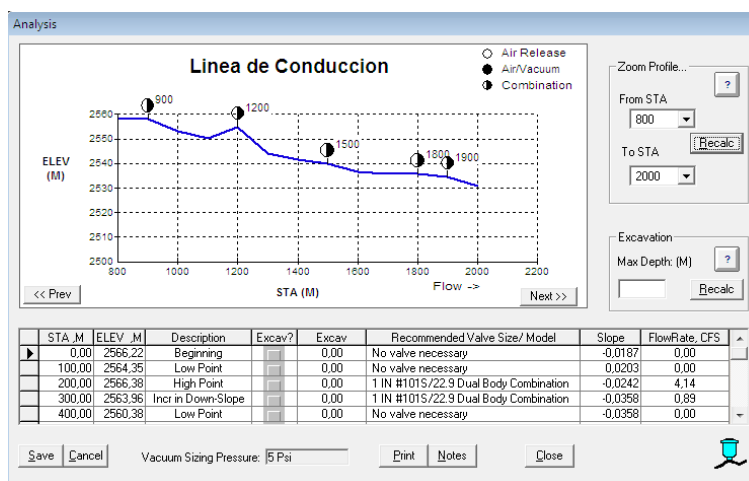 Analysis
Linea de Conduccion
Air Release
Air/Vacuum
Combination
900
1200
1500
1800
1900
ELEV
(M)
2560
2550
2540
2530
2510
2500
800 1000 1200 1400 1600 1800 2000 2200
STA (M)
Flow ->
<< Prev
Next >>
Zoom Profile...
?
From STA
800
Recalc
To STA
2000
Excavation
Max Depth: (M)
?
Recalc
STA ,M ELEV ,M Description Excav? Excav Recommended Valve Size/ Model Slope FlowRate, CFS
0,00 2566,22 Beginning 0,00 No valve necessary -0,0187 0,00
100,00 2564,35 Low Point 0,00 No valve necessary 0,0203 0,00
200,00 2566,38 High Point 0,00 1 IN #101S/22.9 Dual Body Combination -0,0242 4,14
300,00 2563,96 Incr in Down-Slope 0,00 1 IN #101S/22.9 Dual Body Combination -0,0358 0,89
400,00 2560,38 Low Point 0,00 No valve necessary -0,0358 0,00
Save Cancel Vacuum Sizing Pressure: 5 Psi Print Notes Close